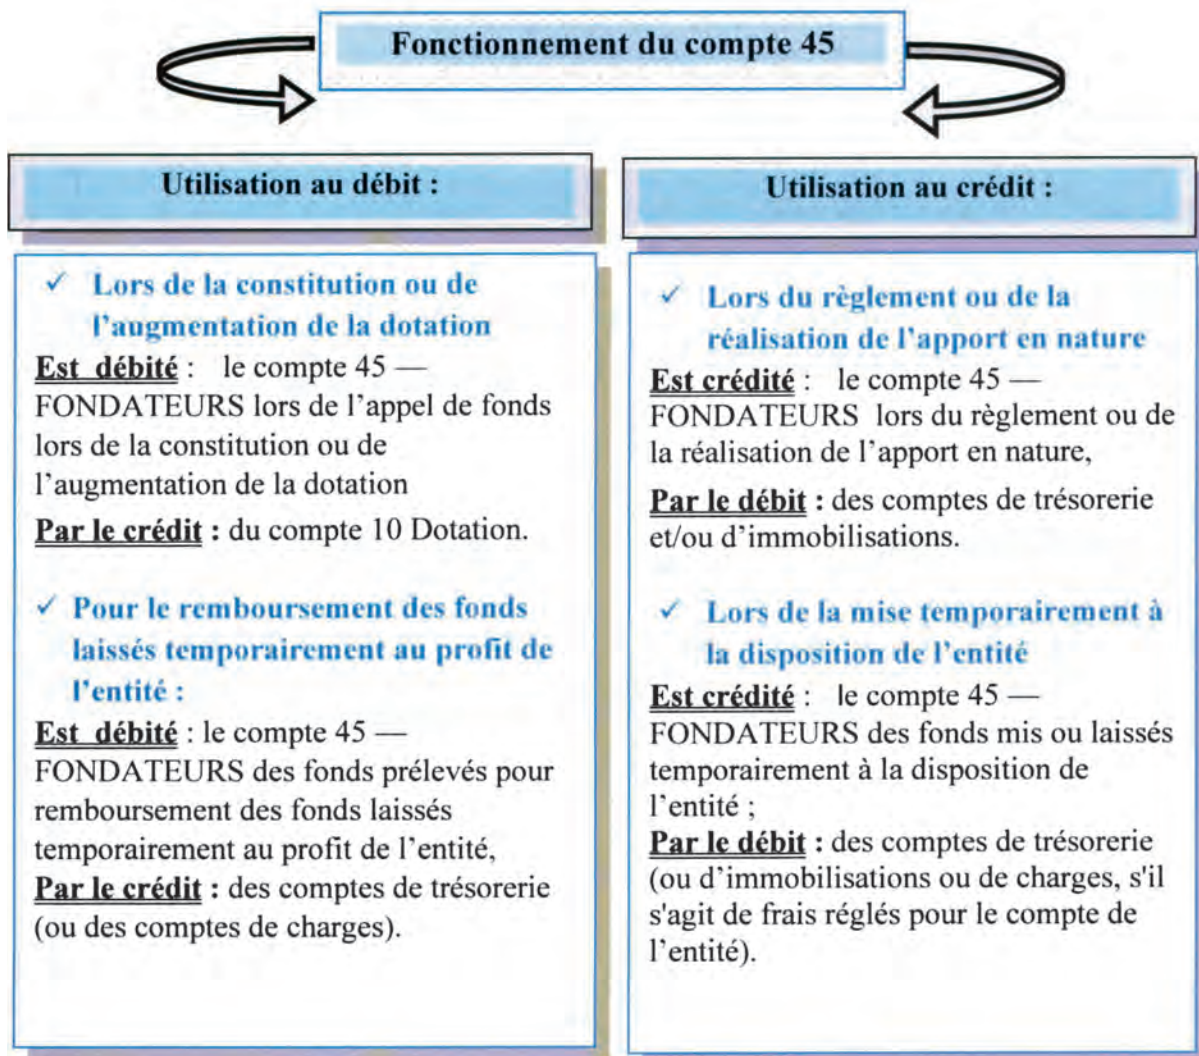 Fonctionnement du compte 45
Utilisation au débit :
✓ Lors de la constitution ou de
l’augmentation de la dotation
Est débité : le compte 45 —
FONDATEURS lors de l’appel de fonds
lors de la constitution ou de
l’augmentation de la dotation
Par le crédit : du compte 10 Dotation.
✓ Pour le remboursement des fonds
laissés temporairement au profit de
l’entité :
Est débité : le compte 45 —
FONDATEURS des fonds prélevés pour
remboursement des fonds laissés
temporairement au profit de l’entité,
Par le crédit : des comptes de trésorerie
(ou des comptes de charges).
Utilisation au crédit :
✓ Lors du règlement ou de la
réalisation de l’apport en nature
Est crédité : le compte 45 —
FONDATEURS lors du règlement ou de
la réalisation de l’apport en nature,
Par le débit : des comptes de trésorerie
et/ou d’immobilisations.
✓ Lors de la mise temporairement à
la disposition de l’entité
Est crédité : le compte 45 —
FONDATEURS des fonds mis ou laissés
temporairement à la disposition de
l’entité ;
Par le débit : des comptes de trésorerie
(ou d’immobilisations ou de charges, s'il
s'agit de frais réglés pour le compte de
l’entité).